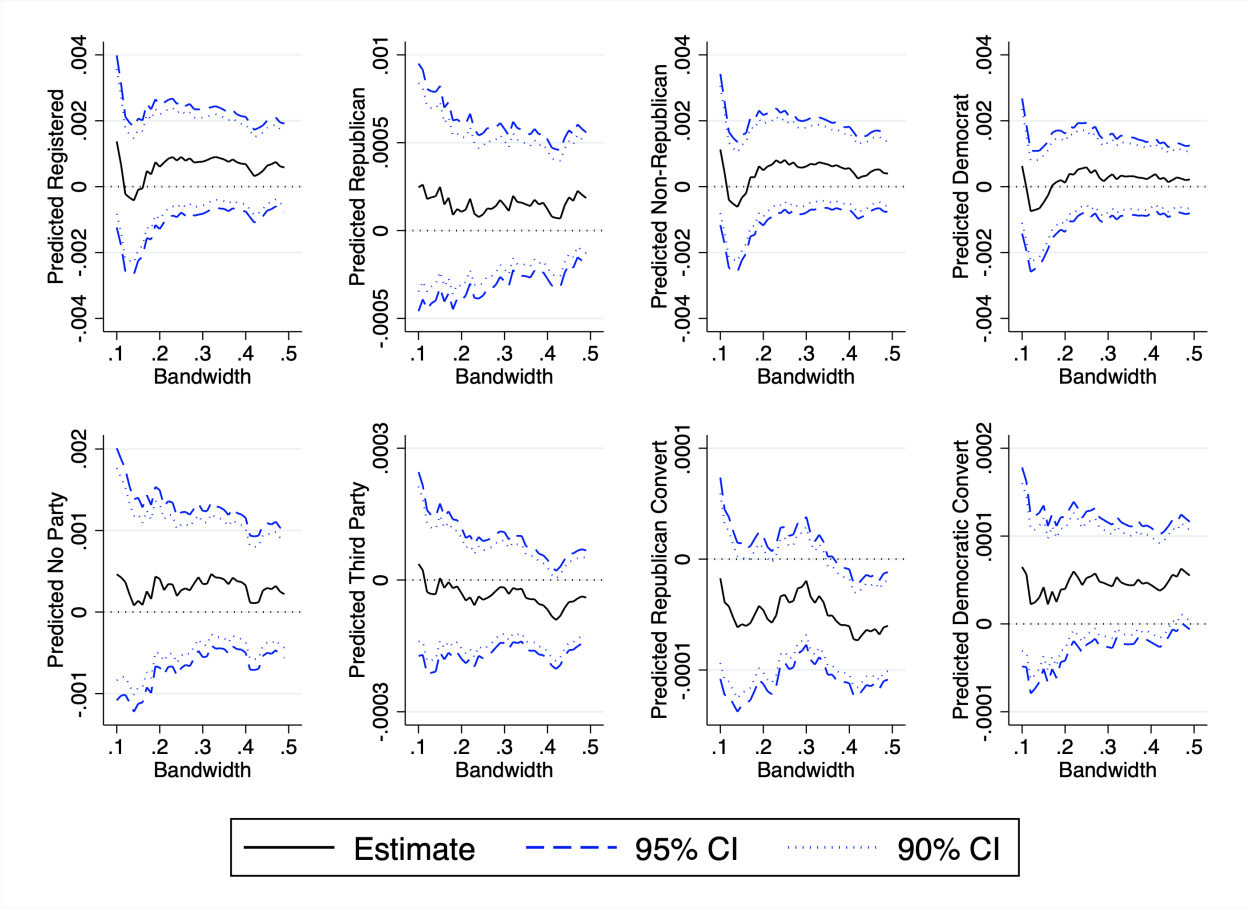 Predicted Registered
.004
.002
0
-.002
-.004
.1 .2 .3 .4 .5
Bandwidth
Predicted Republican
.001
.0005
0
-.0005
.1 .2 .3 .4 .5
Bandwidth
Predicted Non-Republican
.004
.002
0
-.002
-.004
.1 .2 .3 .4 .5
Bandwidth
Predicted Democrat
.004
.002
0
-.002
-.004
.1 .2 .3 .4 .5
Bandwidth
Predicted No Party
.002
.001
0
-.001
.1 .2 .3 .4 .5
Bandwidth
Predicted Third Party
.0003
0
-.0003
.1 .2 .3 .4 .5
Bandwidth
Predicted Republican Convert
.0001
0
-.0001
.1 .2 .3 .4 .5
Bandwidth
Predicted Democratic Convert
.0002
.0001
0
-.0001
.1 .2 .3 .4 .5
Bandwidth
Estimate 95% CI 90% CI